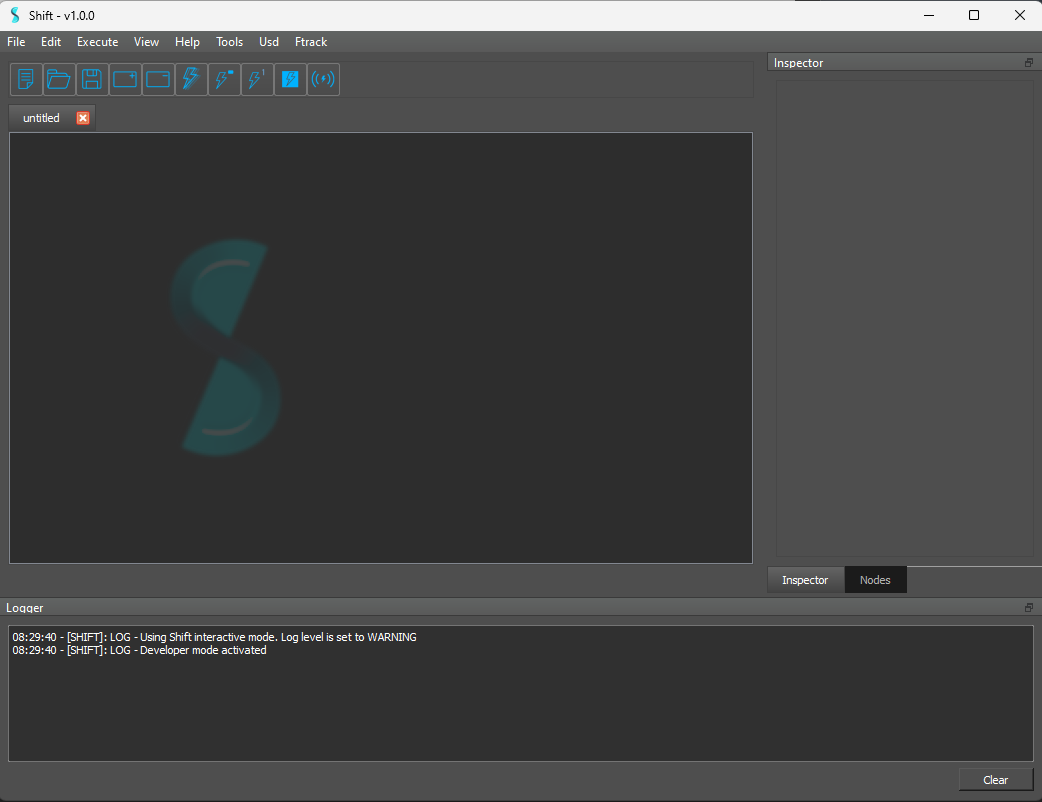 Shift - v1.0.0
File Edit Execute View Help Tools Usd Ftrack
Inspector
untitled
Inspector Nodes
Logger
08:29:40 - [SHIFT]: LOG - Using Shift interactive mode. Log level is set to WARNING
08:29:40 - [SHIFT]: LOG - Developer mode activated
Clear